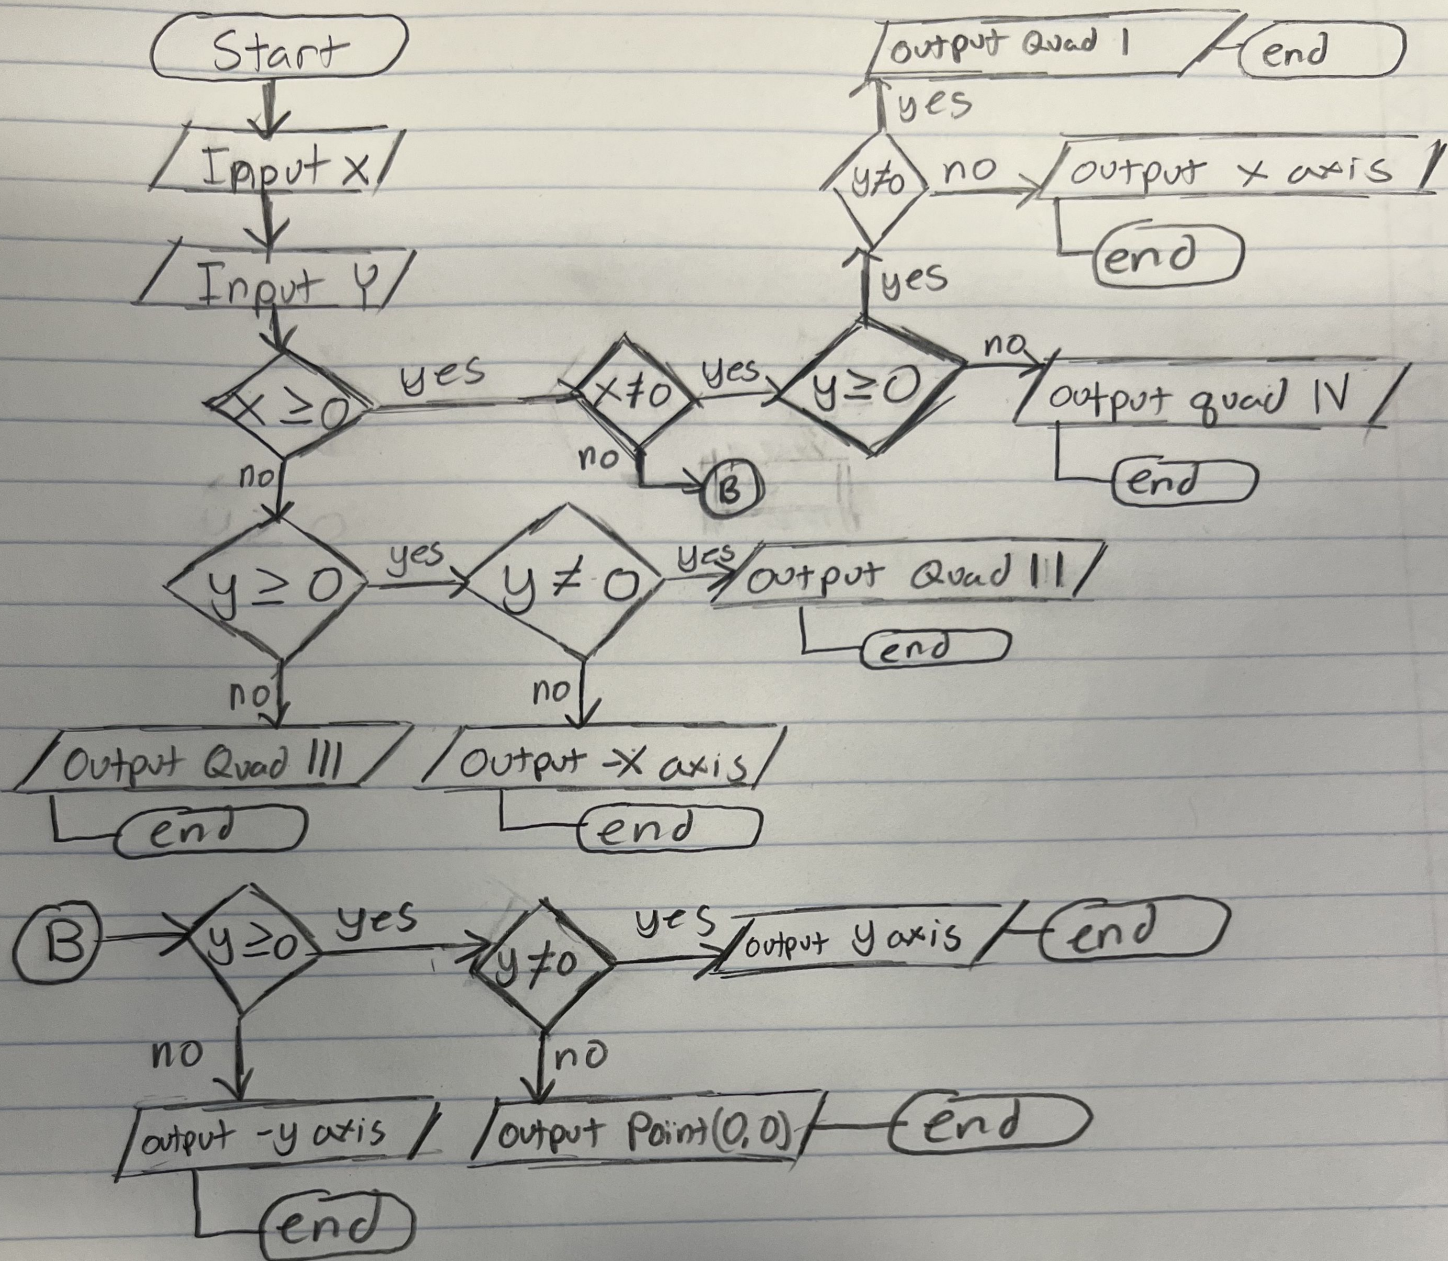 Start
Output Quad I
end
yes
Input X
y≠0
no
Output x axis
end
Input Y
yes
x ≥ 0
yes
x≠0
yes
y ≥ 0
no
output quad IV
end
no
no
B
y ≥ 0
yes
y ≠ 0
yes
Output Quad III
end
no
no
Output Quad III
Output -X axis
end
end
B
y≥0
yes
y≠0
yes
output y axis
end
no
no
output -y axis
output Point(0,0)
end
end